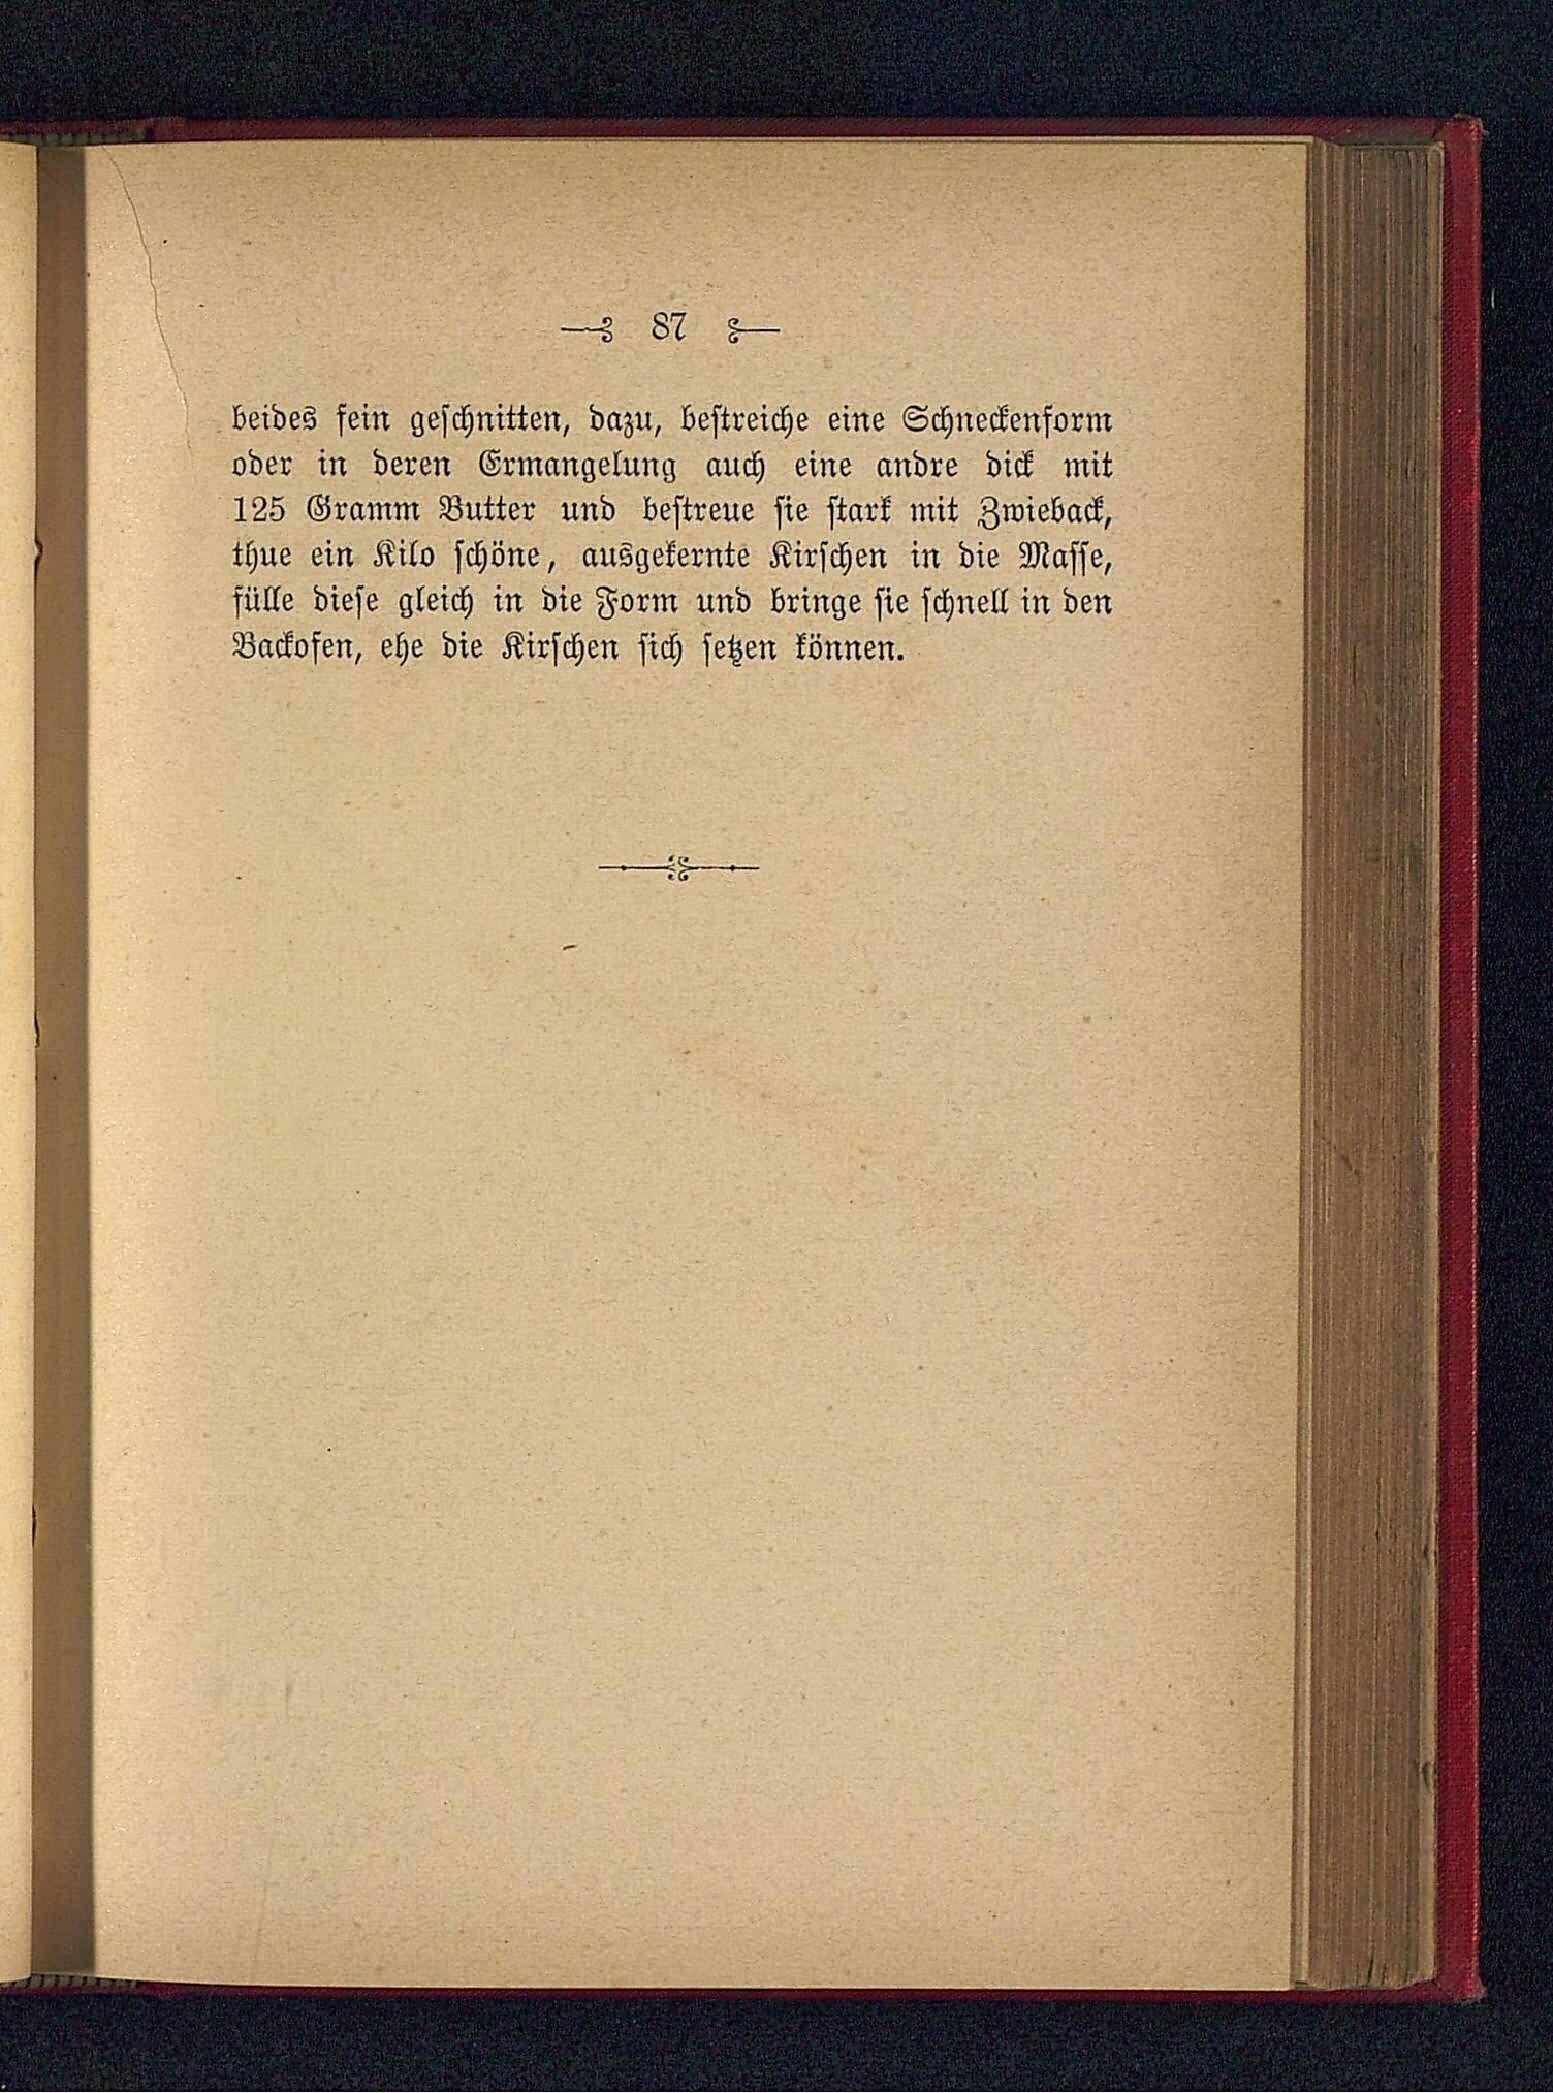 87
beides fein geschnitten, dazu, bestreiche eine Schneckenform
oder in deren Ermangelung auch eine andre dick mit
125 Gramm Butter und bestreue sie stark mit Zwieback,
thue ein Kilo schöne, ausgekernte Kirschen in die Masse,
fülle diese gleich in die Form und bringe sie schnell in den
Backofen, ehe die Kirschen sich setzen können.